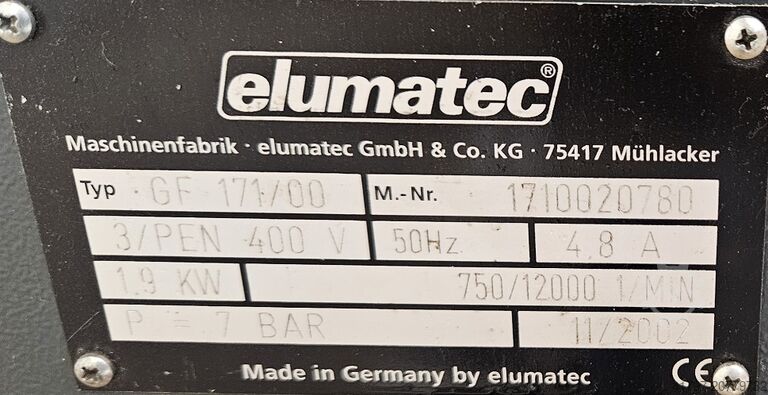 elumatec®
Maschinenfabrik · elumatec GmbH & Co. KG · 75417 Mühlacker
Typ GF 171/00 M.-Nr. 1710020780
3/PEN 400 V 50Hz 4.8 A
1.9 KW 750/12000 1/MIN
P = 7 BAR 11/2002
Made in Germany by elumatec CE